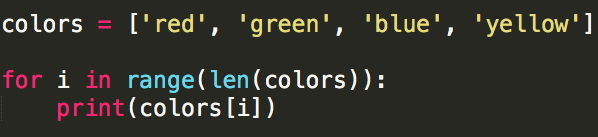 colors = ['red', 'green', 'blue', 'yellow']
for i in range(len(colors)):
    print(colors[i])